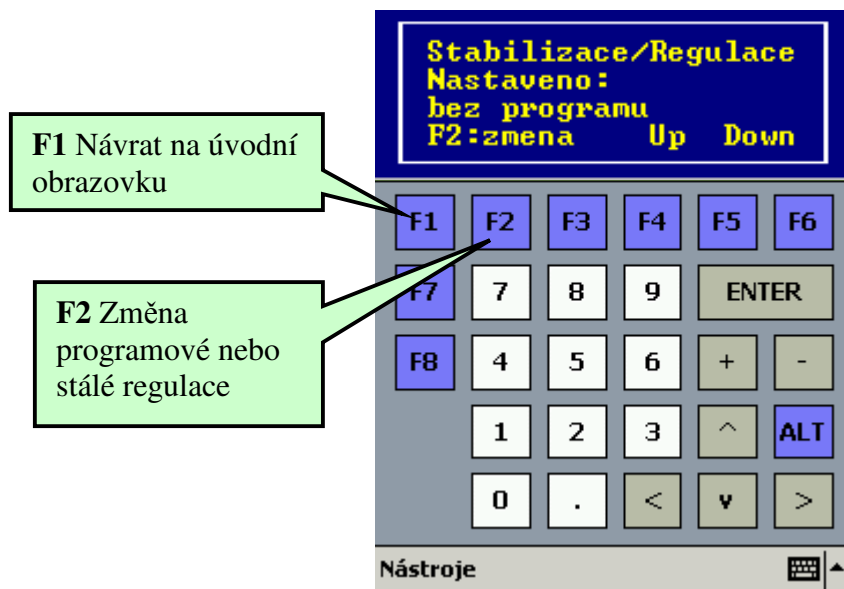 Stabilizace/Regulace
Nastaveno:
bez programu
F2:zmena Up Down
F1 Návrat na úvodní
obrazovku
F1 F2 F3 F4 F5 F6
F2 Změna
programové nebo
stálé regulace
F7 7 8 9 ENTER
F8 4 5 6 + -
1 2 3 ^ ALT
0 . < v >
Nástroje